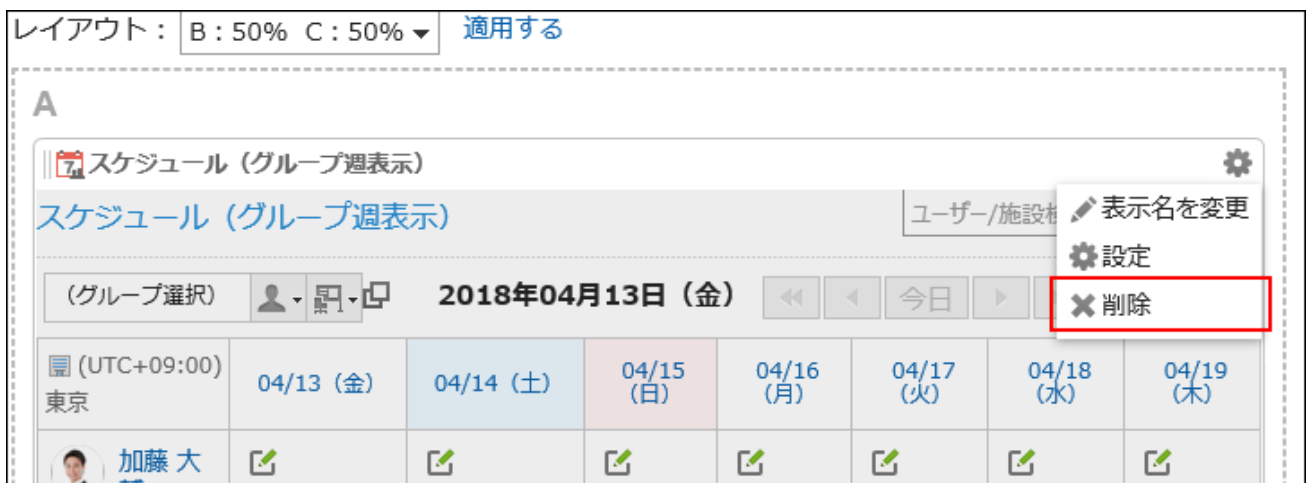 レイアウト： B：50% C：50% 適用する
A
スケジュール（グループ週表示）
スケジュール（グループ週表示）
ユーザー/施設検
表示名を変更
設定
削除
（グループ選択） 2018年04月13日（金） 今日
(UTC+09:00) 東京
04/13（金）
04/14（土）
04/15（日）
04/16（月）
04/17（火）
04/18（水）
04/19（木）
加藤 大